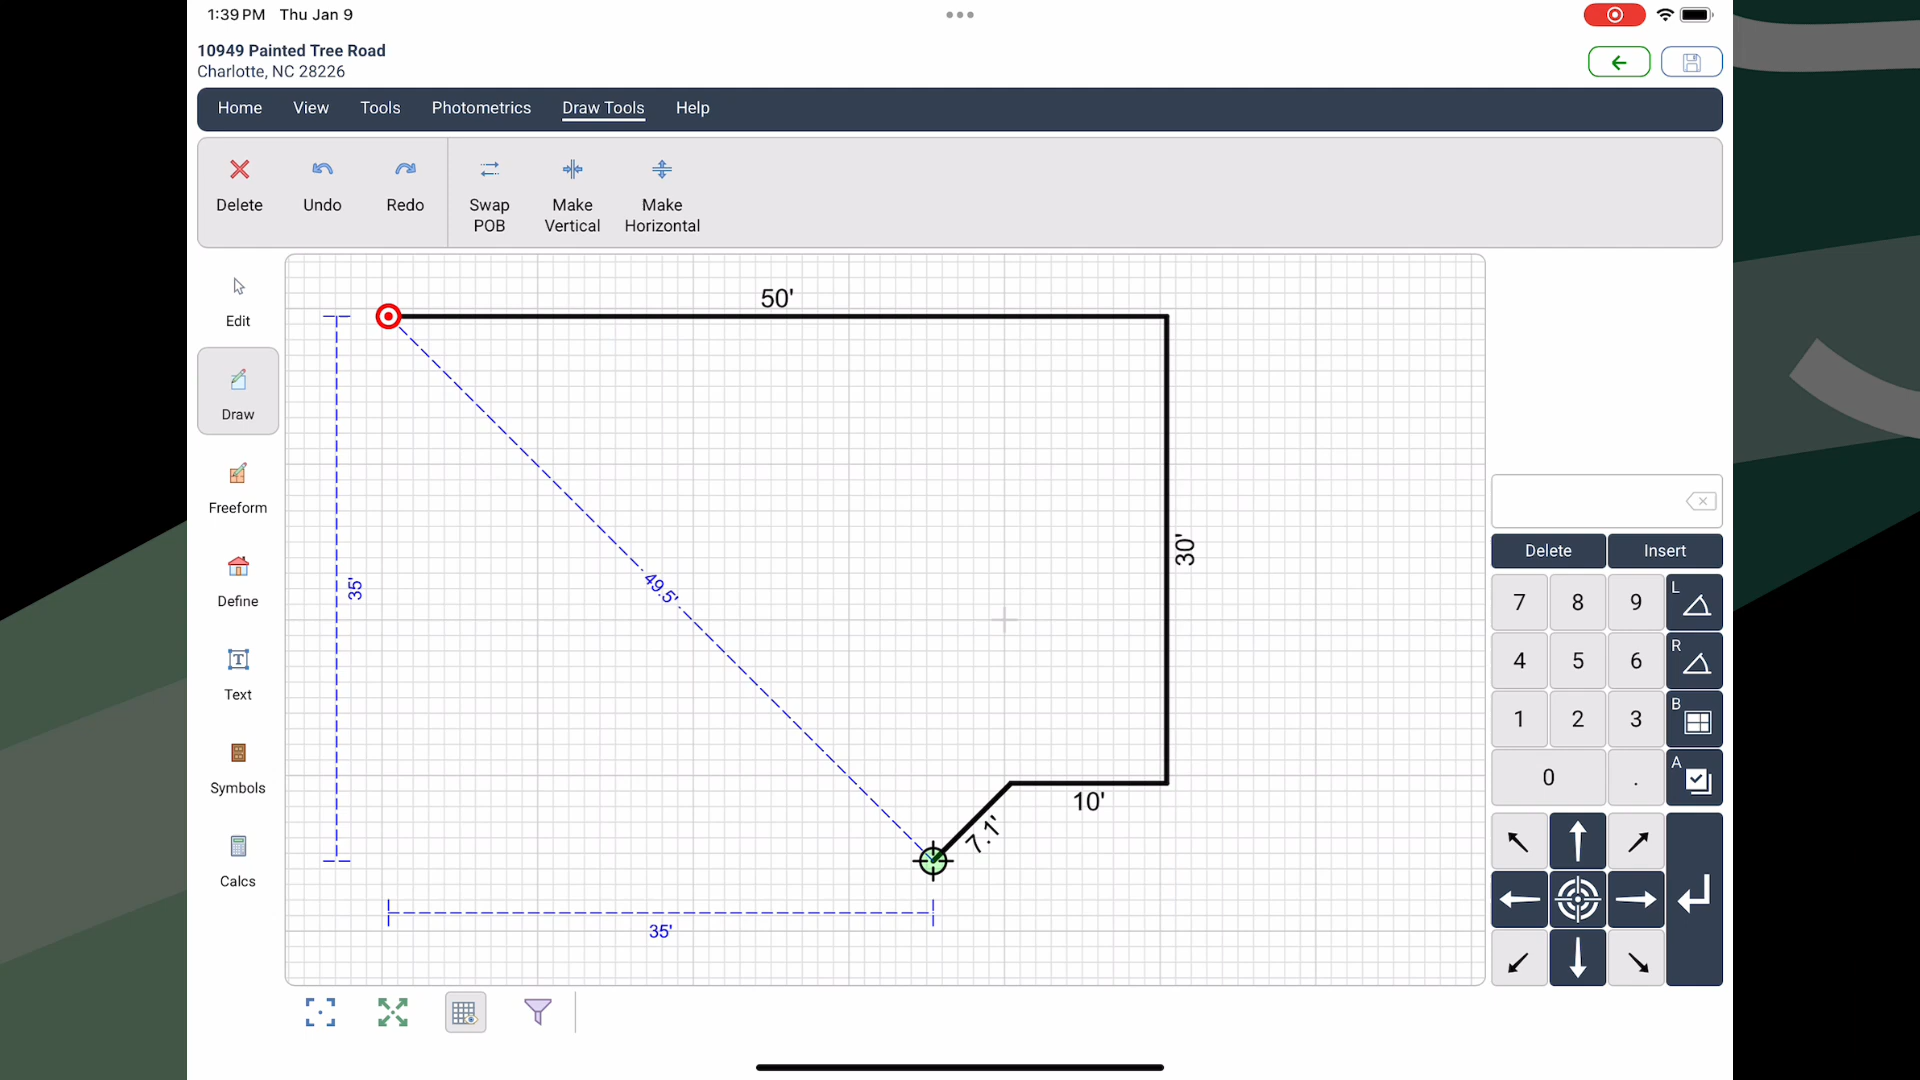 1:39 PM Thu Jan 9
10949 Painted Tree Road
Charlotte, NC 28226
Home View Tools Photometrics Draw Tools Help
Delete Undo Redo Swap POB Make Vertical Make Horizontal
Edit
Draw
Freeform
Define
Text
Symbols
Calcs
50'
30'
10'
7.1'
49.5'
35'
35'
Delete Insert
7 8 9 L
4 5 6 R
1 2 3 B
0 . A